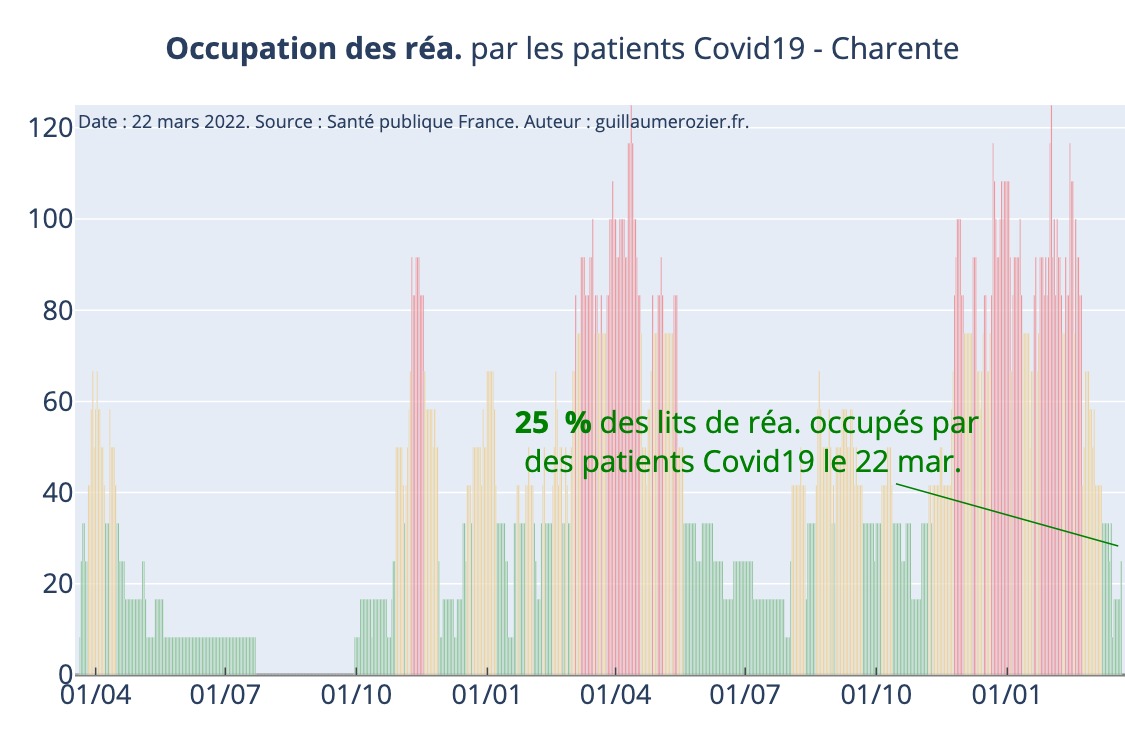 Occupation des réa. par les patients Covid19 - Charente
Date : 22 mars 2022. Source : Santé publique France. Auteur : guillaumerozier.fr.
120
100
80
60
40
20
0
25 % des lits de réa. occupés par
des patients Covid19 le 22 mar.
01/04 01/07 01/10 01/01 01/04 01/07 01/10 01/01